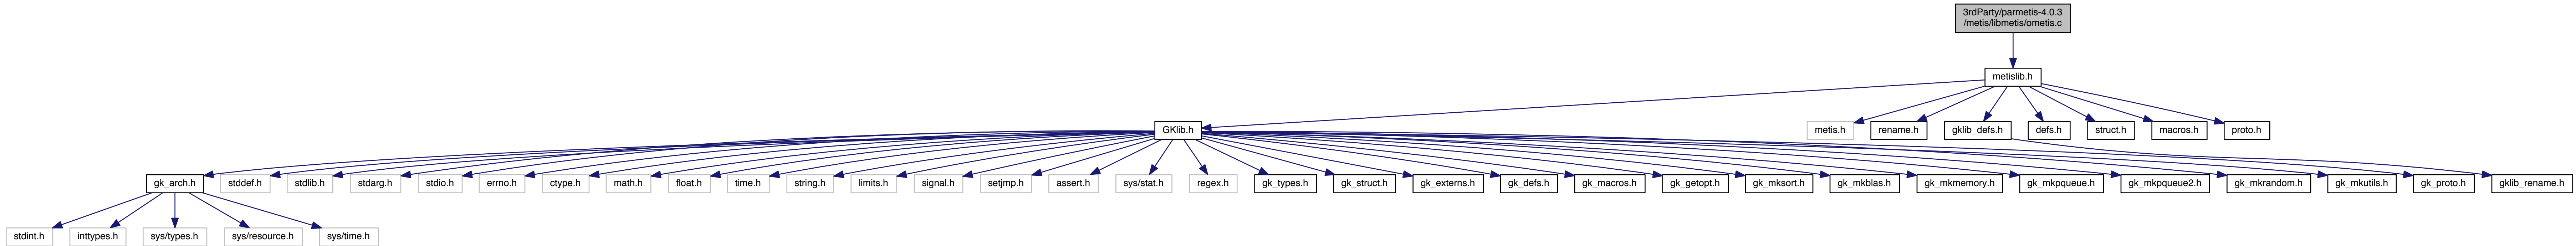 3rdParty/parmetis-4.0.3
/metis/libmetis/ometis.c
metislib.h
GKlib.h
metis.h
rename.h
gklib_defs.h
defs.h
struct.h
macros.h
proto.h
gk_arch.h
stddef.h
stdlib.h
stdarg.h
stdio.h
errno.h
ctype.h
math.h
float.h
time.h
string.h
limits.h
signal.h
setjmp.h
assert.h
sys/stat.h
regex.h
gk_types.h
gk_struct.h
gk_externs.h
gk_defs.h
gk_macros.h
gk_getopt.h
gk_mksort.h
gk_mkblas.h
gk_mkmemory.h
gk_mkpqueue.h
gk_mkpqueue2.h
gk_mkrandom.h
gk_mkutils.h
gk_proto.h
gklib_rename.h
stdint.h
inttypes.h
sys/types.h
sys/resource.h
sys/time.h